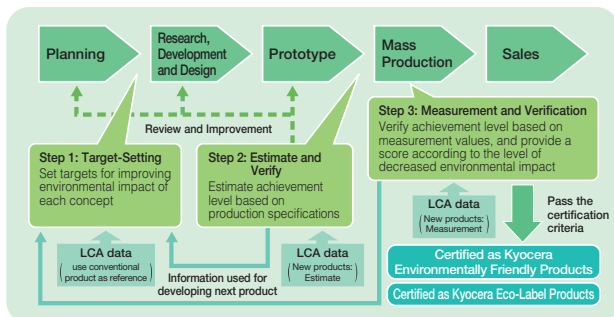 Planning
Research,
Development
and Design
Prototype
Mass
Production
Sales
Review and Improvement
Step 1: Target-Setting
Set targets for improving
environmental impact of
each concept
Step 2: Estimate and
Verify
Estimate achievement
level based on
production specifications
Step 3: Measurement and Verification
Verify achievement level based on
measurement values, and provide a
score according to the level of
decreased environmental impact
LCA data
(New products:
Measurement)
Pass the
certification
criteria
LCA data
(use conventional
product as reference)
Information used for
developing next product
LCA data
(New products:
Estimate)
Certified as Kyocera
Environmentally Friendly Products
Certified as Kyocera Eco-Label Products